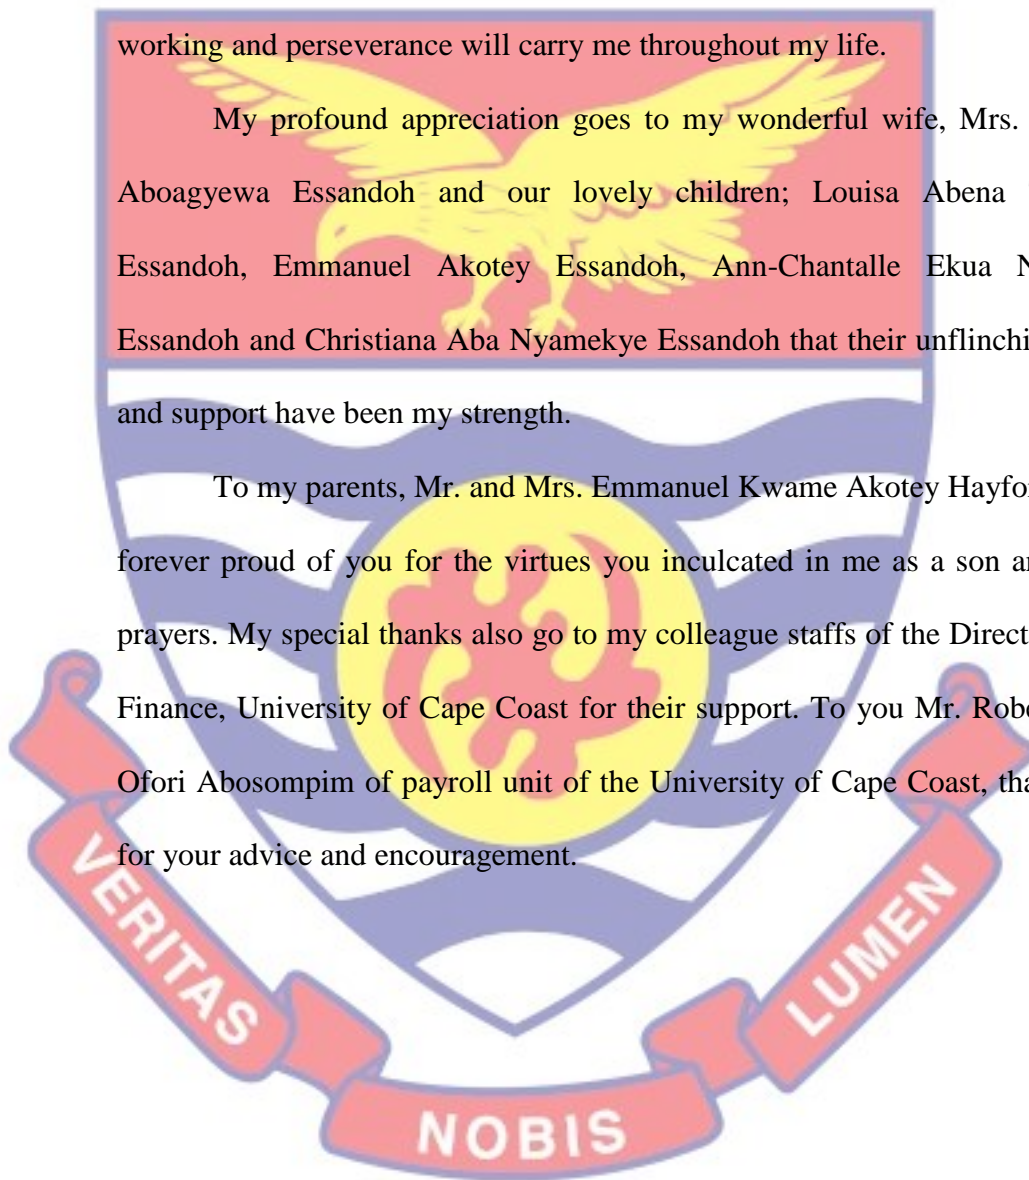 working and perseverance will carry me throughout my life.
My profound appreciation goes to my wonderful wife, Mrs.
Aboagyewa Essandoh and our lovely children; Louisa Abena
Essandoh, Emmanuel Akotey Essandoh, Ann-Chantalle Ekua
Essandoh and Christiana Aba Nyamekye Essandoh that their
and support have been my strength.
To my parents, Mr. and Mrs. Emmanuel Kwame Akotey
forever proud of you for the virtues you inculcated in me as a son
prayers. My special thanks also go to my colleague staffs of the
Finance, University of Cape Coast for their support. To you Mr.
Ofori Abosompim of payroll unit of the University of Cape Coast,
for your advice and encouragement.
VERITAS
NOBIS
LUMEN